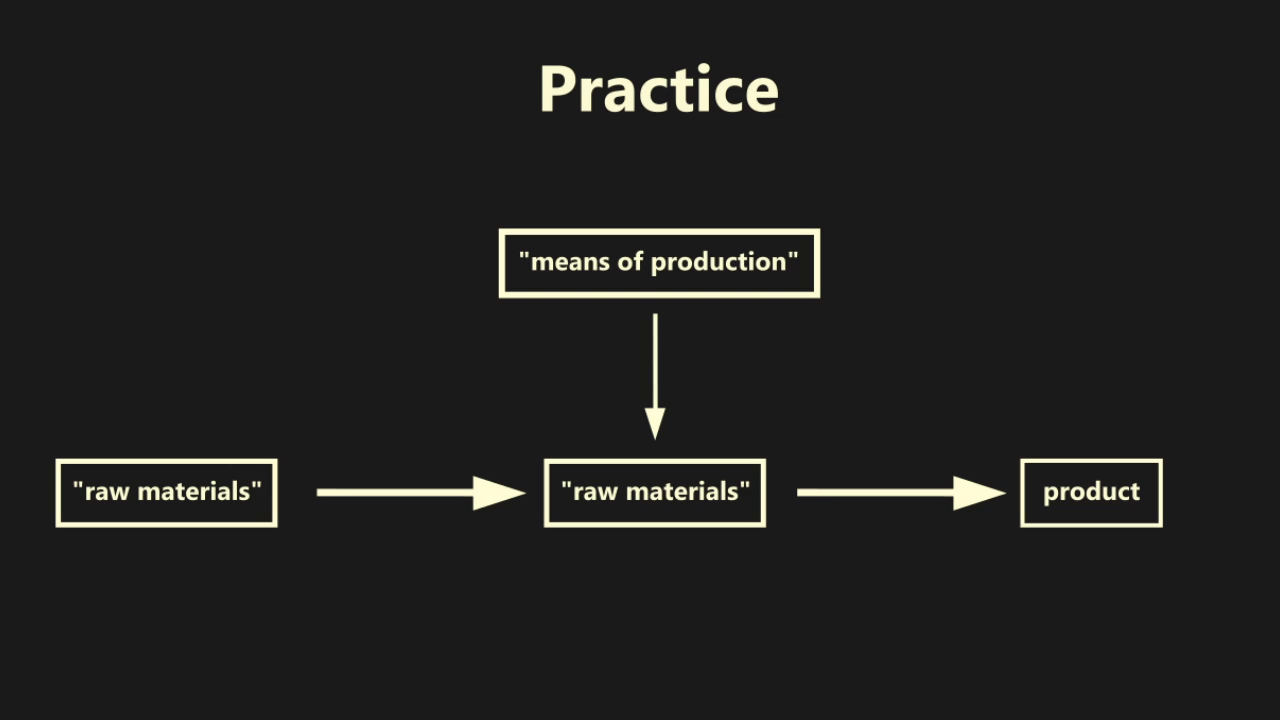 Practice
"means of production"
"raw materials"
"raw materials"
product